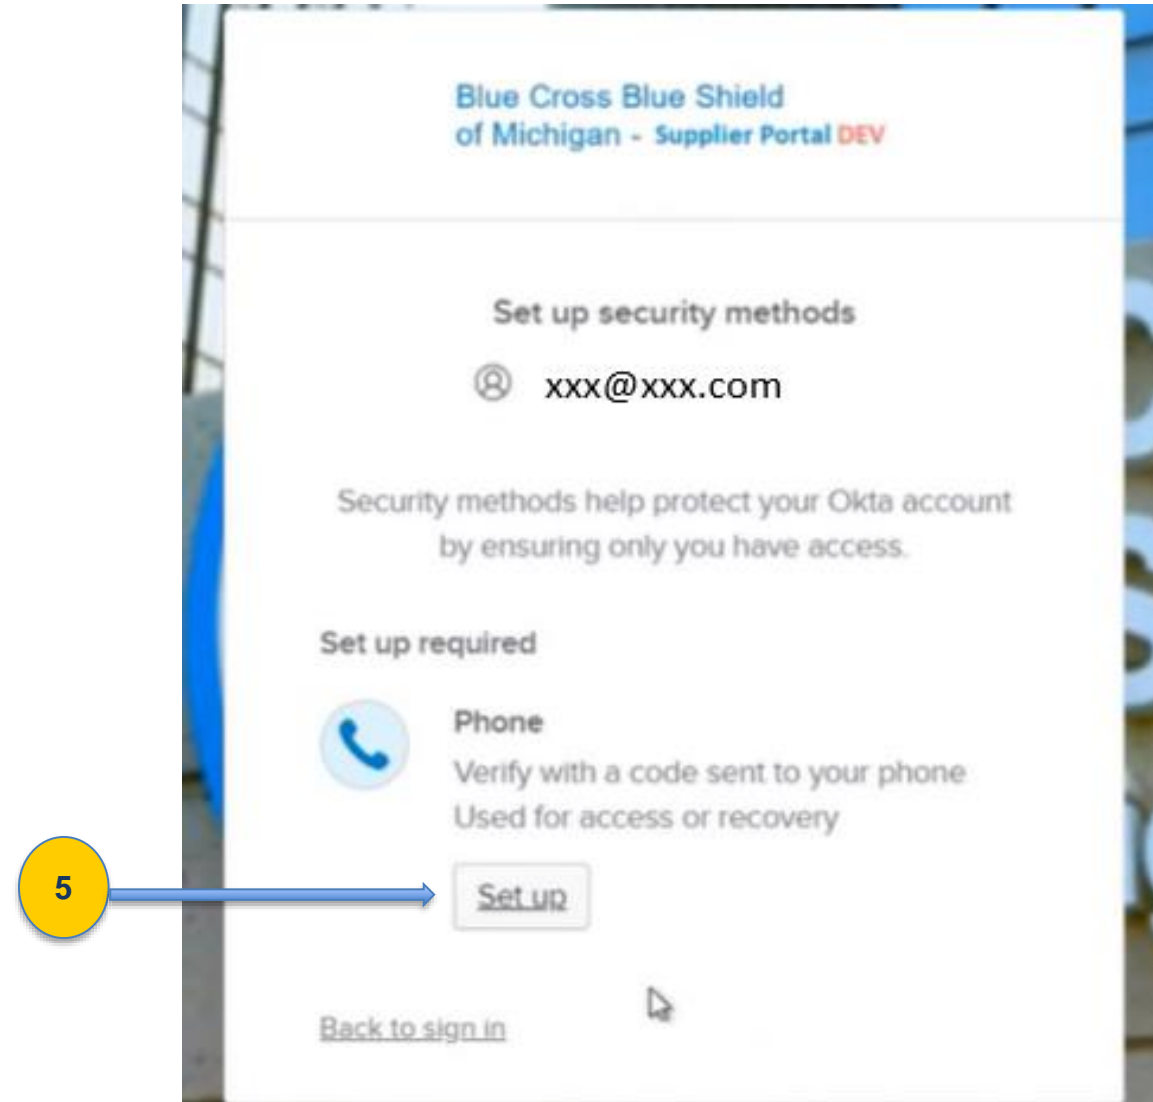 Blue Cross Blue Shield
of Michigan - Supplier Portal DEV
Set up security methods
xxx@xxx.com
Security methods help protect your Okta account
by ensuring only you have access.
Set up required
Phone
Verify with a code sent to your phone
Used for access or recovery
5
Set up
Back to sign in